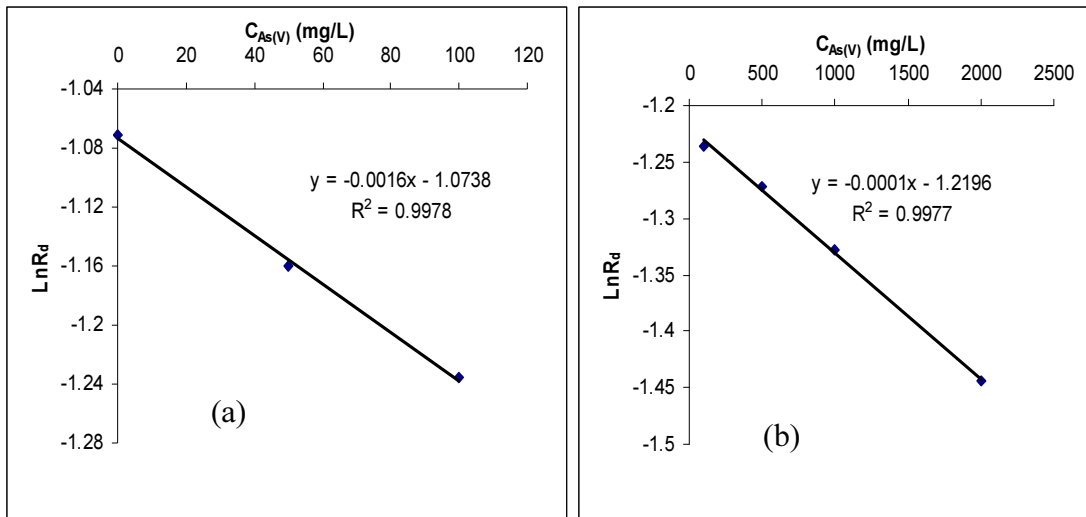 C_As(V) (mg/L)
0 20 40 60 80 100 120
-1.04
-1.08
-1.12
-1.16
-1.2
-1.24
-1.28
LnR_d
y = -0.0016x - 1.0738
R² = 0.9978
(a)
C_As(V) (mg/L)
0 500 1000 1500 2000 2500
-1.2
-1.25
-1.3
-1.35
-1.4
-1.45
-1.5
LnR_d
y = -0.0001x - 1.2196
R² = 0.9977
(b)